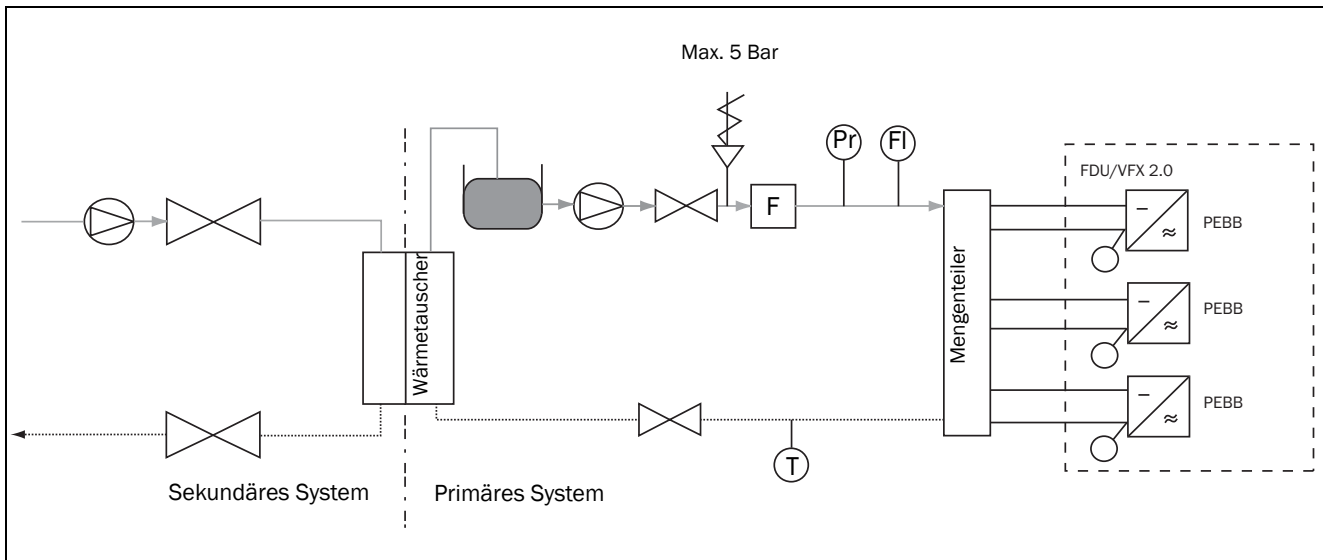 Max. 5 Bar
Pr
Fl
FDU/VFX 2.0
F
PEBB
Wärmetauscher
Mengenteiler
PEBB
PEBB
T
Sekundäres System
Primäres System